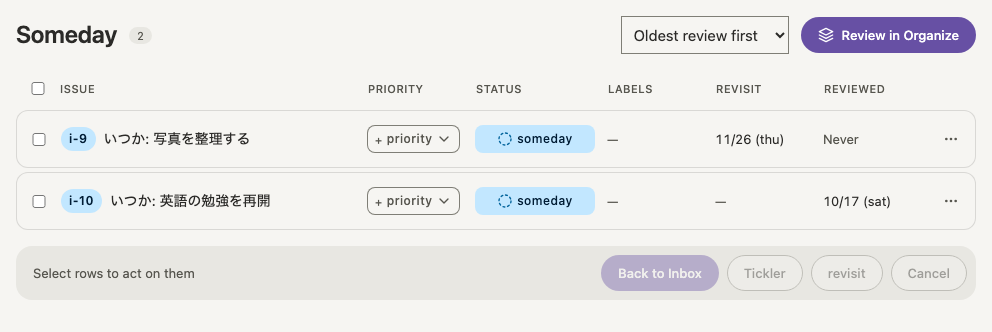 Someday 2 Oldest review first Review in Organize
ISSUE PRIORITY STATUS LABELS REVISIT REVIEWED
i-9 いつか: 写真を整理する + priority someday — 11/26 (thu) Never ...
i-10 いつか: 英語の勉強を再開 + priority someday — — 10/17 (sat) ...
Select rows to act on them Back to Inbox Tickler revisit Cancel